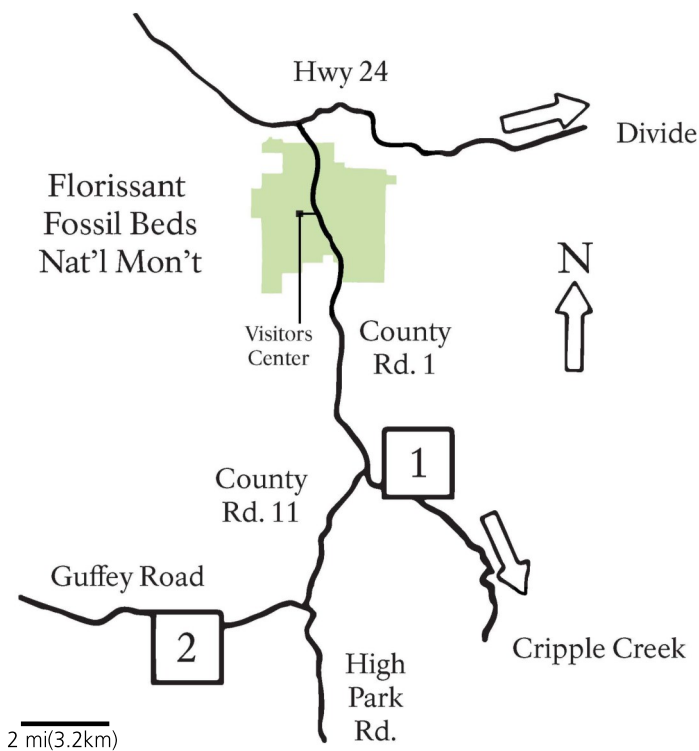 Hwy 24
Divide
Florissant
Fossil Beds
Nat'l Mon't
N
Visitors
Center
County
Rd. 1
1
County
Rd. 11
Guffey Road
2
Cripple Creek
High
Park
Rd.
2 mi(3.2km)